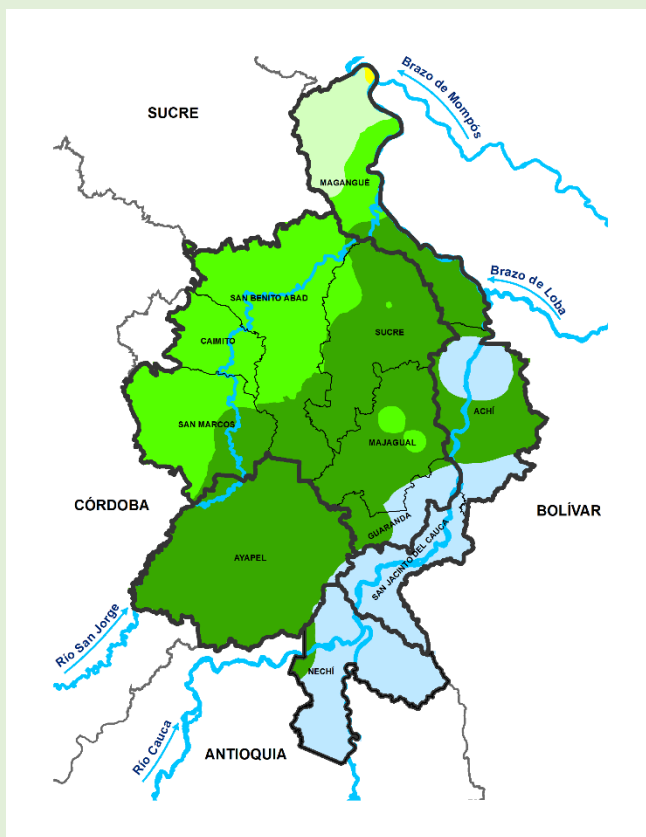 Brazo de Mompós
SUCRE
MAGANGUÉ
Brazo de Loba
SAN BENITO ABAD
SUCRE
CAIMITO
ACHÍ
SAN MARCOS
MAJAGUAL
CÓRDOBA
BOLÍVAR
GUARANDA
AYAPEL
SAN JACINTO DEL CAUCA
Río San Jorge
NECHÍ
Río Cauca
ANTIOQUIA